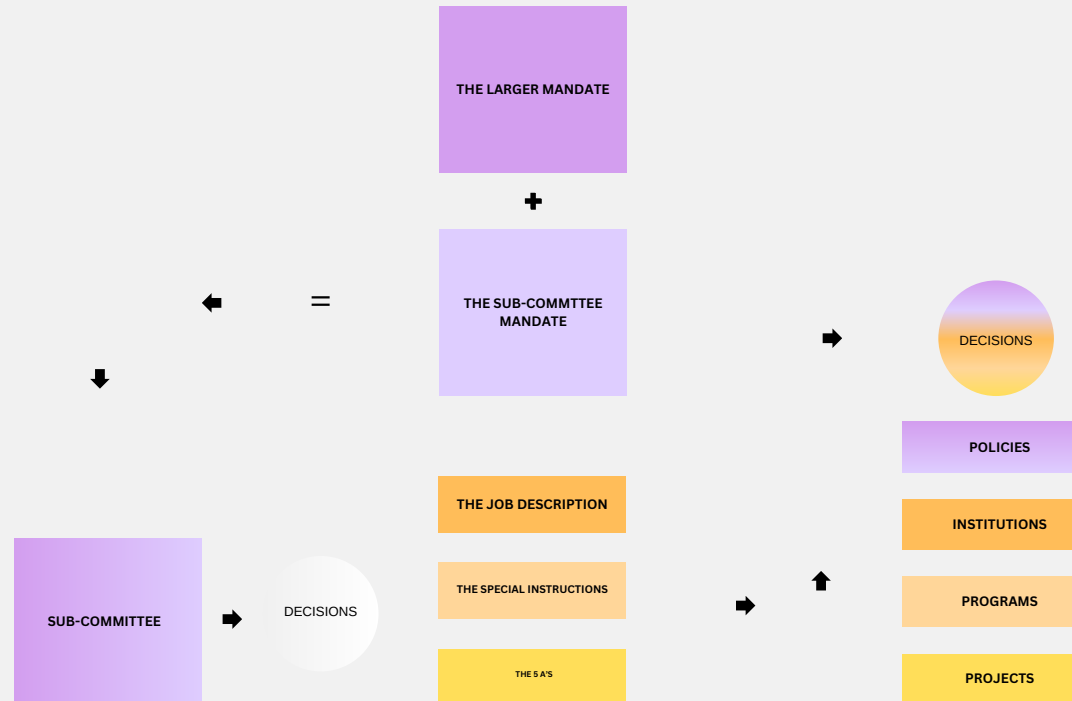 THE LARGER MANDATE
+
THE SUB-COMMTTEE
MANDATE
=
DECISIONS
POLICIES
THE JOB DESCRIPTION
INSTITUTIONS
THE SPECIAL INSTRUCTIONS
PROGRAMS
SUB-COMMITTEE
DECISIONS
THE 5 A'S
PROJECTS